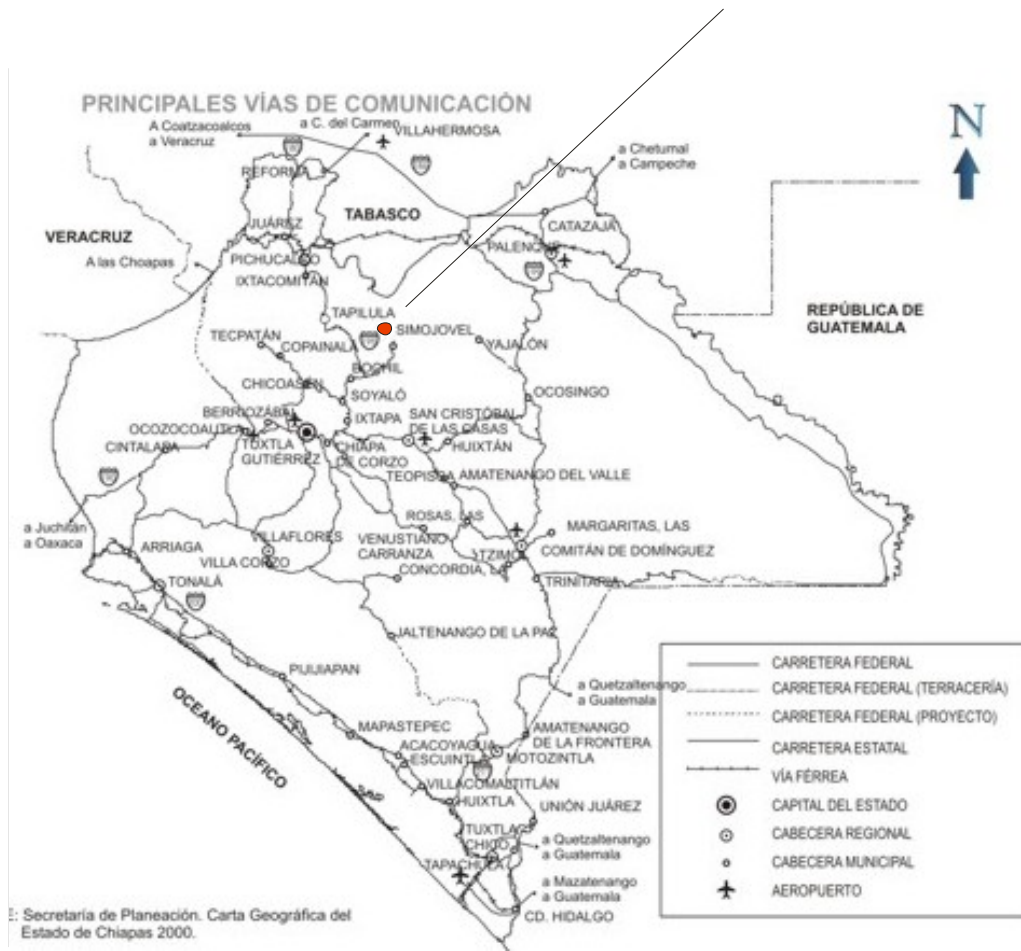 PRINCIPALES VÍAS DE COMUNICACIÓN
A Coatzacoalcos
a Veracruz
a C. del Carmen
VILLAHERMOSA
N
a Chetumal
a Campeche
REFORMA
TABASCO
CATAZAJA
VERACRUZ
JUÁREZ
A las Choapas
PICHUCALCO
PALENQUE
IXTACOMITÁN
REPÚBLICA DE
GUATEMALA
TAPILULA
SIMOJOVEL
TECPATÁN
COPAINALA
YAJALÓN
BOCHIL
CHICOASÉN
SOYALÓ
OCOSINGO
BERRIOZÁBAL
IXTAPA
SAN CRISTÓBAL
DE LAS CASAS
OCOZOCOAUTLA
CINTALAPA
TUXTLA
GUTIÉRREZ
CHIAPA
DE CORZO
HUIXTÁN
TEOPISCA
AMATENANGO DEL VALLE
a Juchitán
a Oaxaca
ROSAS, LAS
MARGARITAS, LAS
ARRIAGA
VILLAFLORES
VENUSTIANO
CARRANZA
TZIMO
COMITÁN DE DOMÍNGUEZ
VILLA CORZO
CONCORDIA, LA
TRINITARIA
TONALÁ
JALTENANGO DE LA PAZ
PIJIJIAPAN
a Quetzaltenango
a Guatemala
OCEANO PACÍFICO
MAPASTEPEC
AMATENANGO
DE LA FRONTERA
ACACOYAGUA
ESCUINTLA
MOTOZINTLA
VILLACOMALTITLÁN
HUIXTLA
UNIÓN JUÁREZ
TUXTLA
CHICO
a Quetzaltenango
a Guatemala
TAPACHULA
a Mazatenango
a Guatemala
CD. HIDALGO
CARRETERA FEDERAL
CARRETERA FEDERAL (TERRACERÍA)
CARRETERA FEDERAL (PROYECTO)
CARRETERA ESTATAL
VÍA FÉRREA
CAPITAL DEL ESTADO
CABECERA REGIONAL
CABECERA MUNICIPAL
AEROPUERTO
E: Secretaría de Planeación. Carta Geográfica del
Estado de Chiapas 2000.